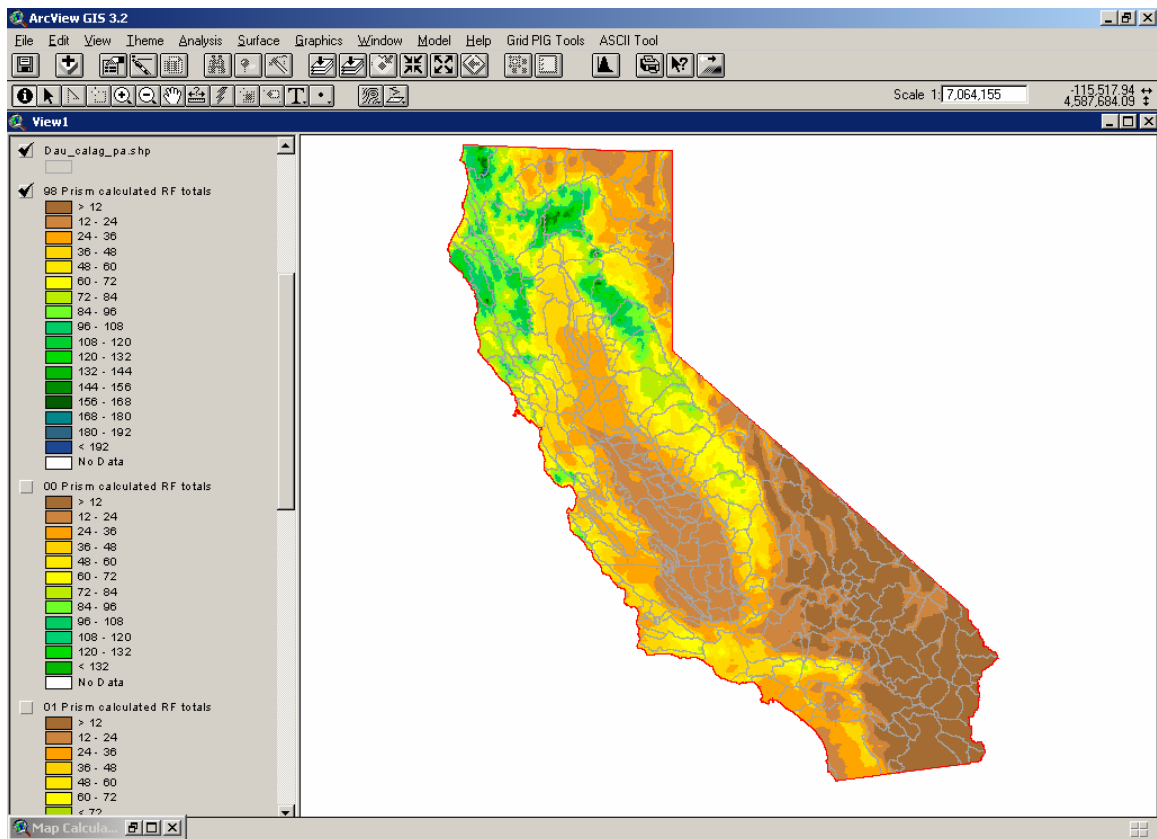 ArcView GIS 3.2
File Edit View Theme Analysis Surface Graphics Window Model Help Grid PIG Tools ASCII Tool
Scale 1: 7,064,155
-115,517.94
4,587,684.09
View1
Dau_calag_pa.shp
98 Prism calculated RF totals
> 12
12 - 24
24 - 36
36 - 48
48 - 60
60 - 72
72 - 84
84 - 96
96 - 108
108 - 120
120 - 132
132 - 144
144 - 156
156 - 168
168 - 180
180 - 192
< 192
No Data
00 Prism calculated RF totals
> 12
12 - 24
24 - 36
36 - 48
48 - 60
60 - 72
72 - 84
84 - 96
96 - 108
108 - 120
120 - 132
< 132
No Data
01 Prism calculated RF totals
> 12
12 - 24
24 - 36
36 - 48
48 - 60
60 - 72
< 72
Map Calcula...